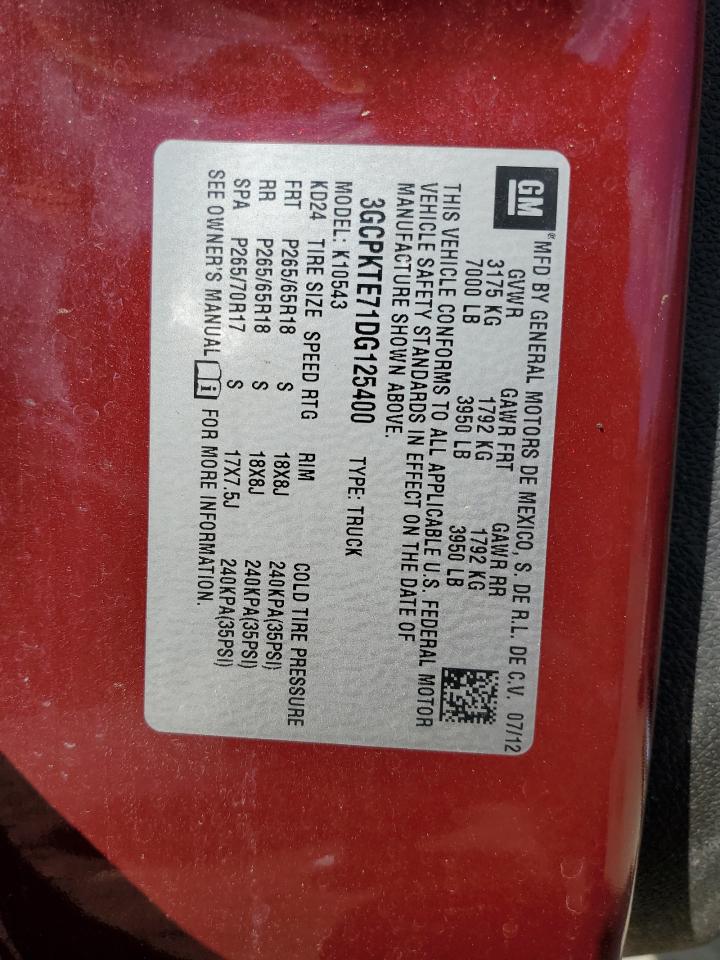 GM ® MFD BY GENERAL MOTORS DE MEXICO, S. DE R.L. DE C.V. 07/12
GVWR GAWR FRT GAWR RR
3175 KG 1792 KG 1792 KG
7000 LB 3950 LB 3950 LB
THIS VEHICLE CONFORMS TO ALL APPLICABLE U.S. FEDERAL MOTOR
VEHICLE SAFETY STANDARDS IN EFFECT ON THE DATE OF
MANUFACTURE SHOWN ABOVE.
3GCPKTE71DG125400 TYPE: TRUCK
MODEL: K10543
KD24 TIRE SIZE SPEED RTG RIM COLD TIRE PRESSURE
FRT P265/65R18 S 18X8J 240KPA(35PSI)
RR P265/65R18 S 18X8J 240KPA(35PSI)
SPA P265/70R17 S 17X7.5J 240KPA(35PSI)
SEE OWNER'S MANUAL i FOR MORE INFORMATION.